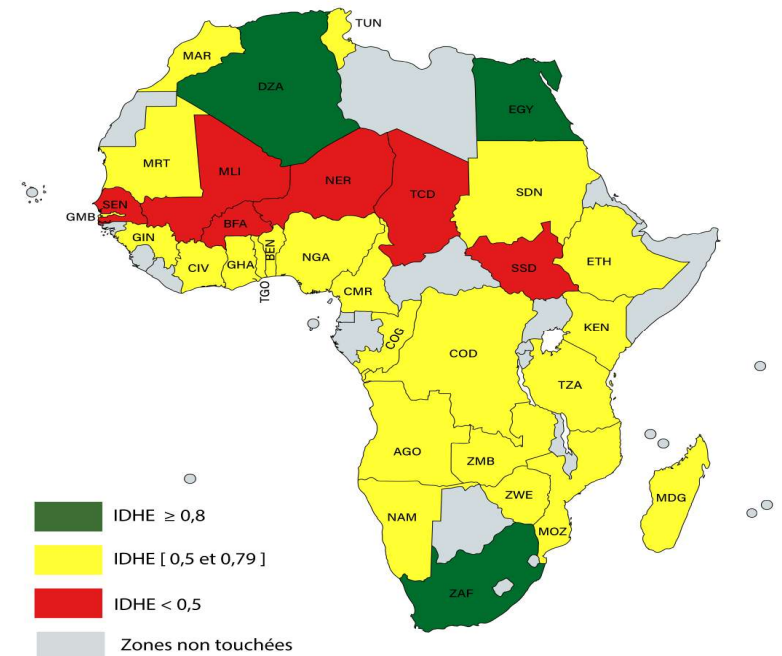 TUN
MAR
DZA
EGY
MRT
MLI
NER
TCD
SDN
SEN
GMB
BFA
GIN
CIV
GHA
TGO
BEN
NGA
CMR
SSD
ETH
COG
COD
KEN
TZA
AGO
ZMB
ZWE
MOZ
MDG
NAM
ZAF
IDHE ≥ 0,8
IDHE [ 0,5 et 0,79 ]
IDHE < 0,5
Zones non touchées